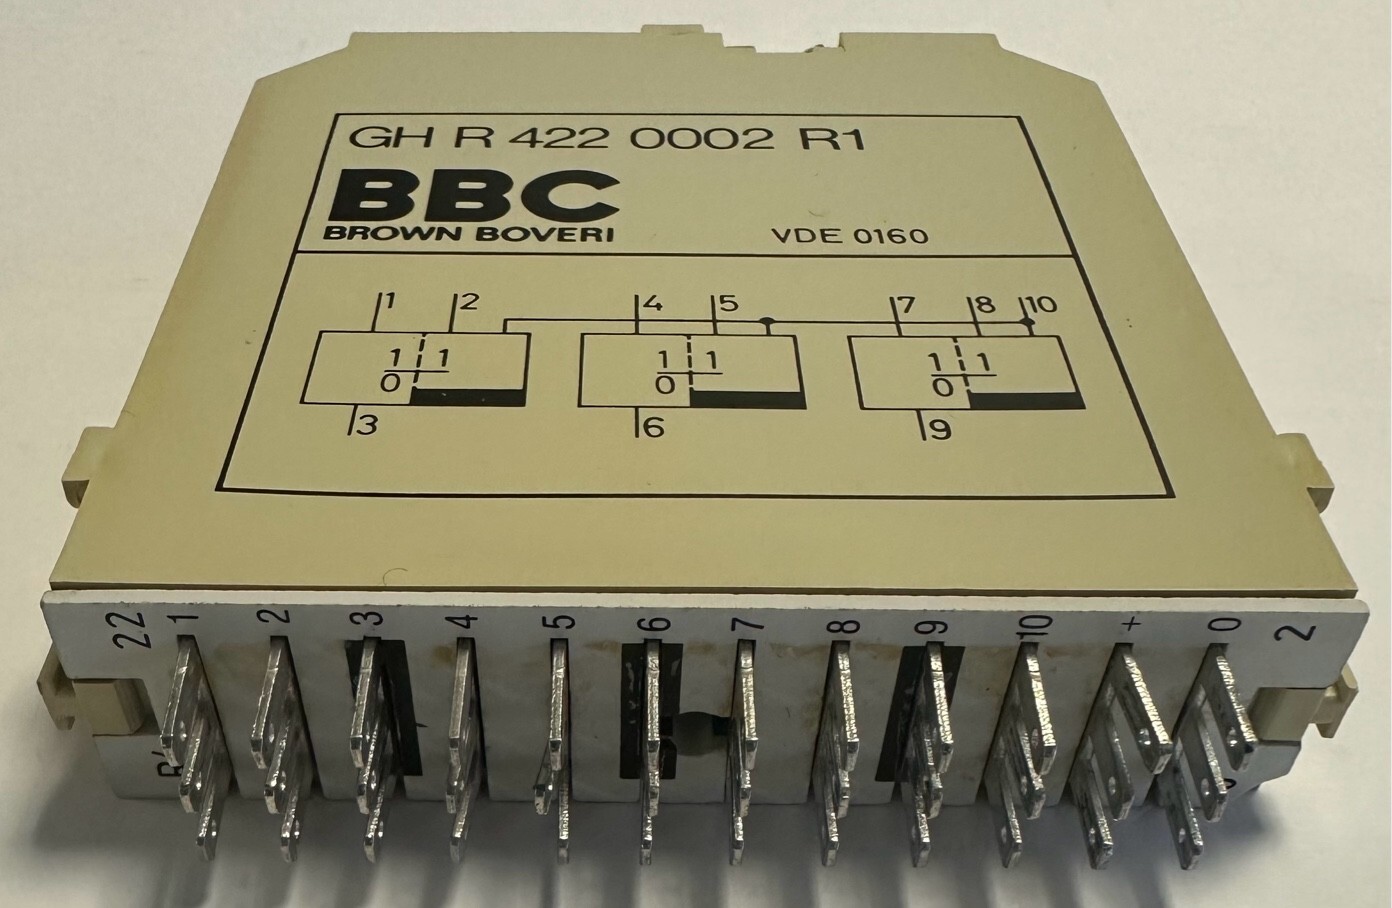 GH R 422 0002 R1
BBC
BROWN BOVERI
VDE 0160
1 2 4 5 7 8 10
1 1 1 1 1 1
0 0 0
3 6 9
22 1 2 3 4 5 6 7 8 9 10 + 0 2